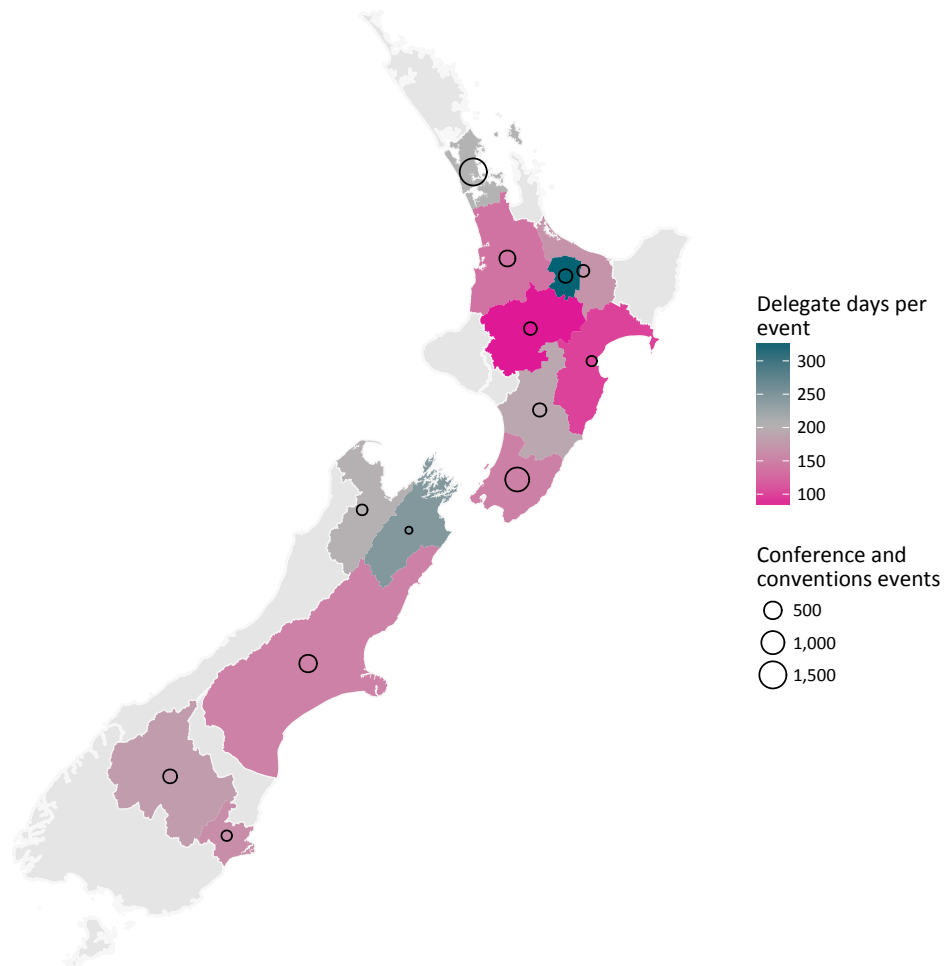 Delegate days per
event
300
250
200
150
100
Conference and
conventions events
500
1,000
1,500